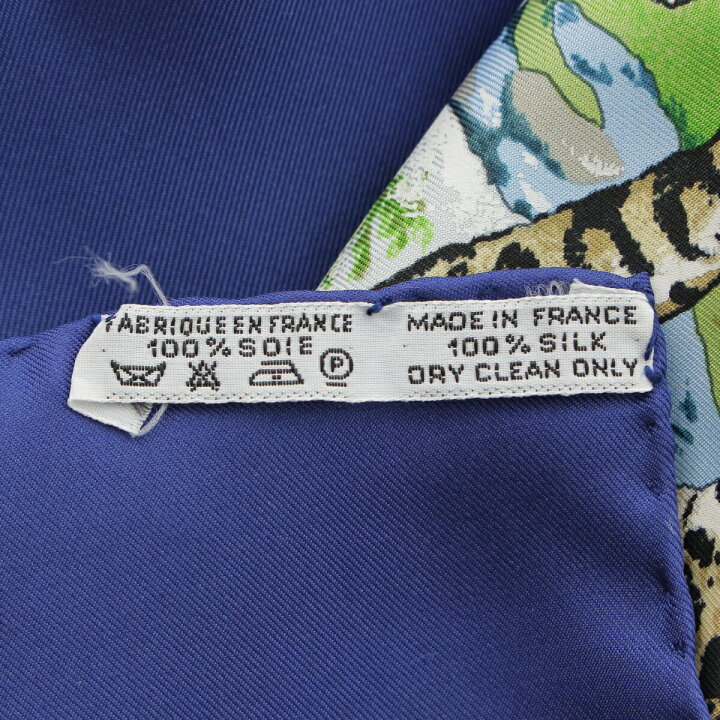 FABRIQUE EN FRANCE
100% SOIE
P
MADE IN FRANCE
100% SILK
DRY CLEAN ONLY